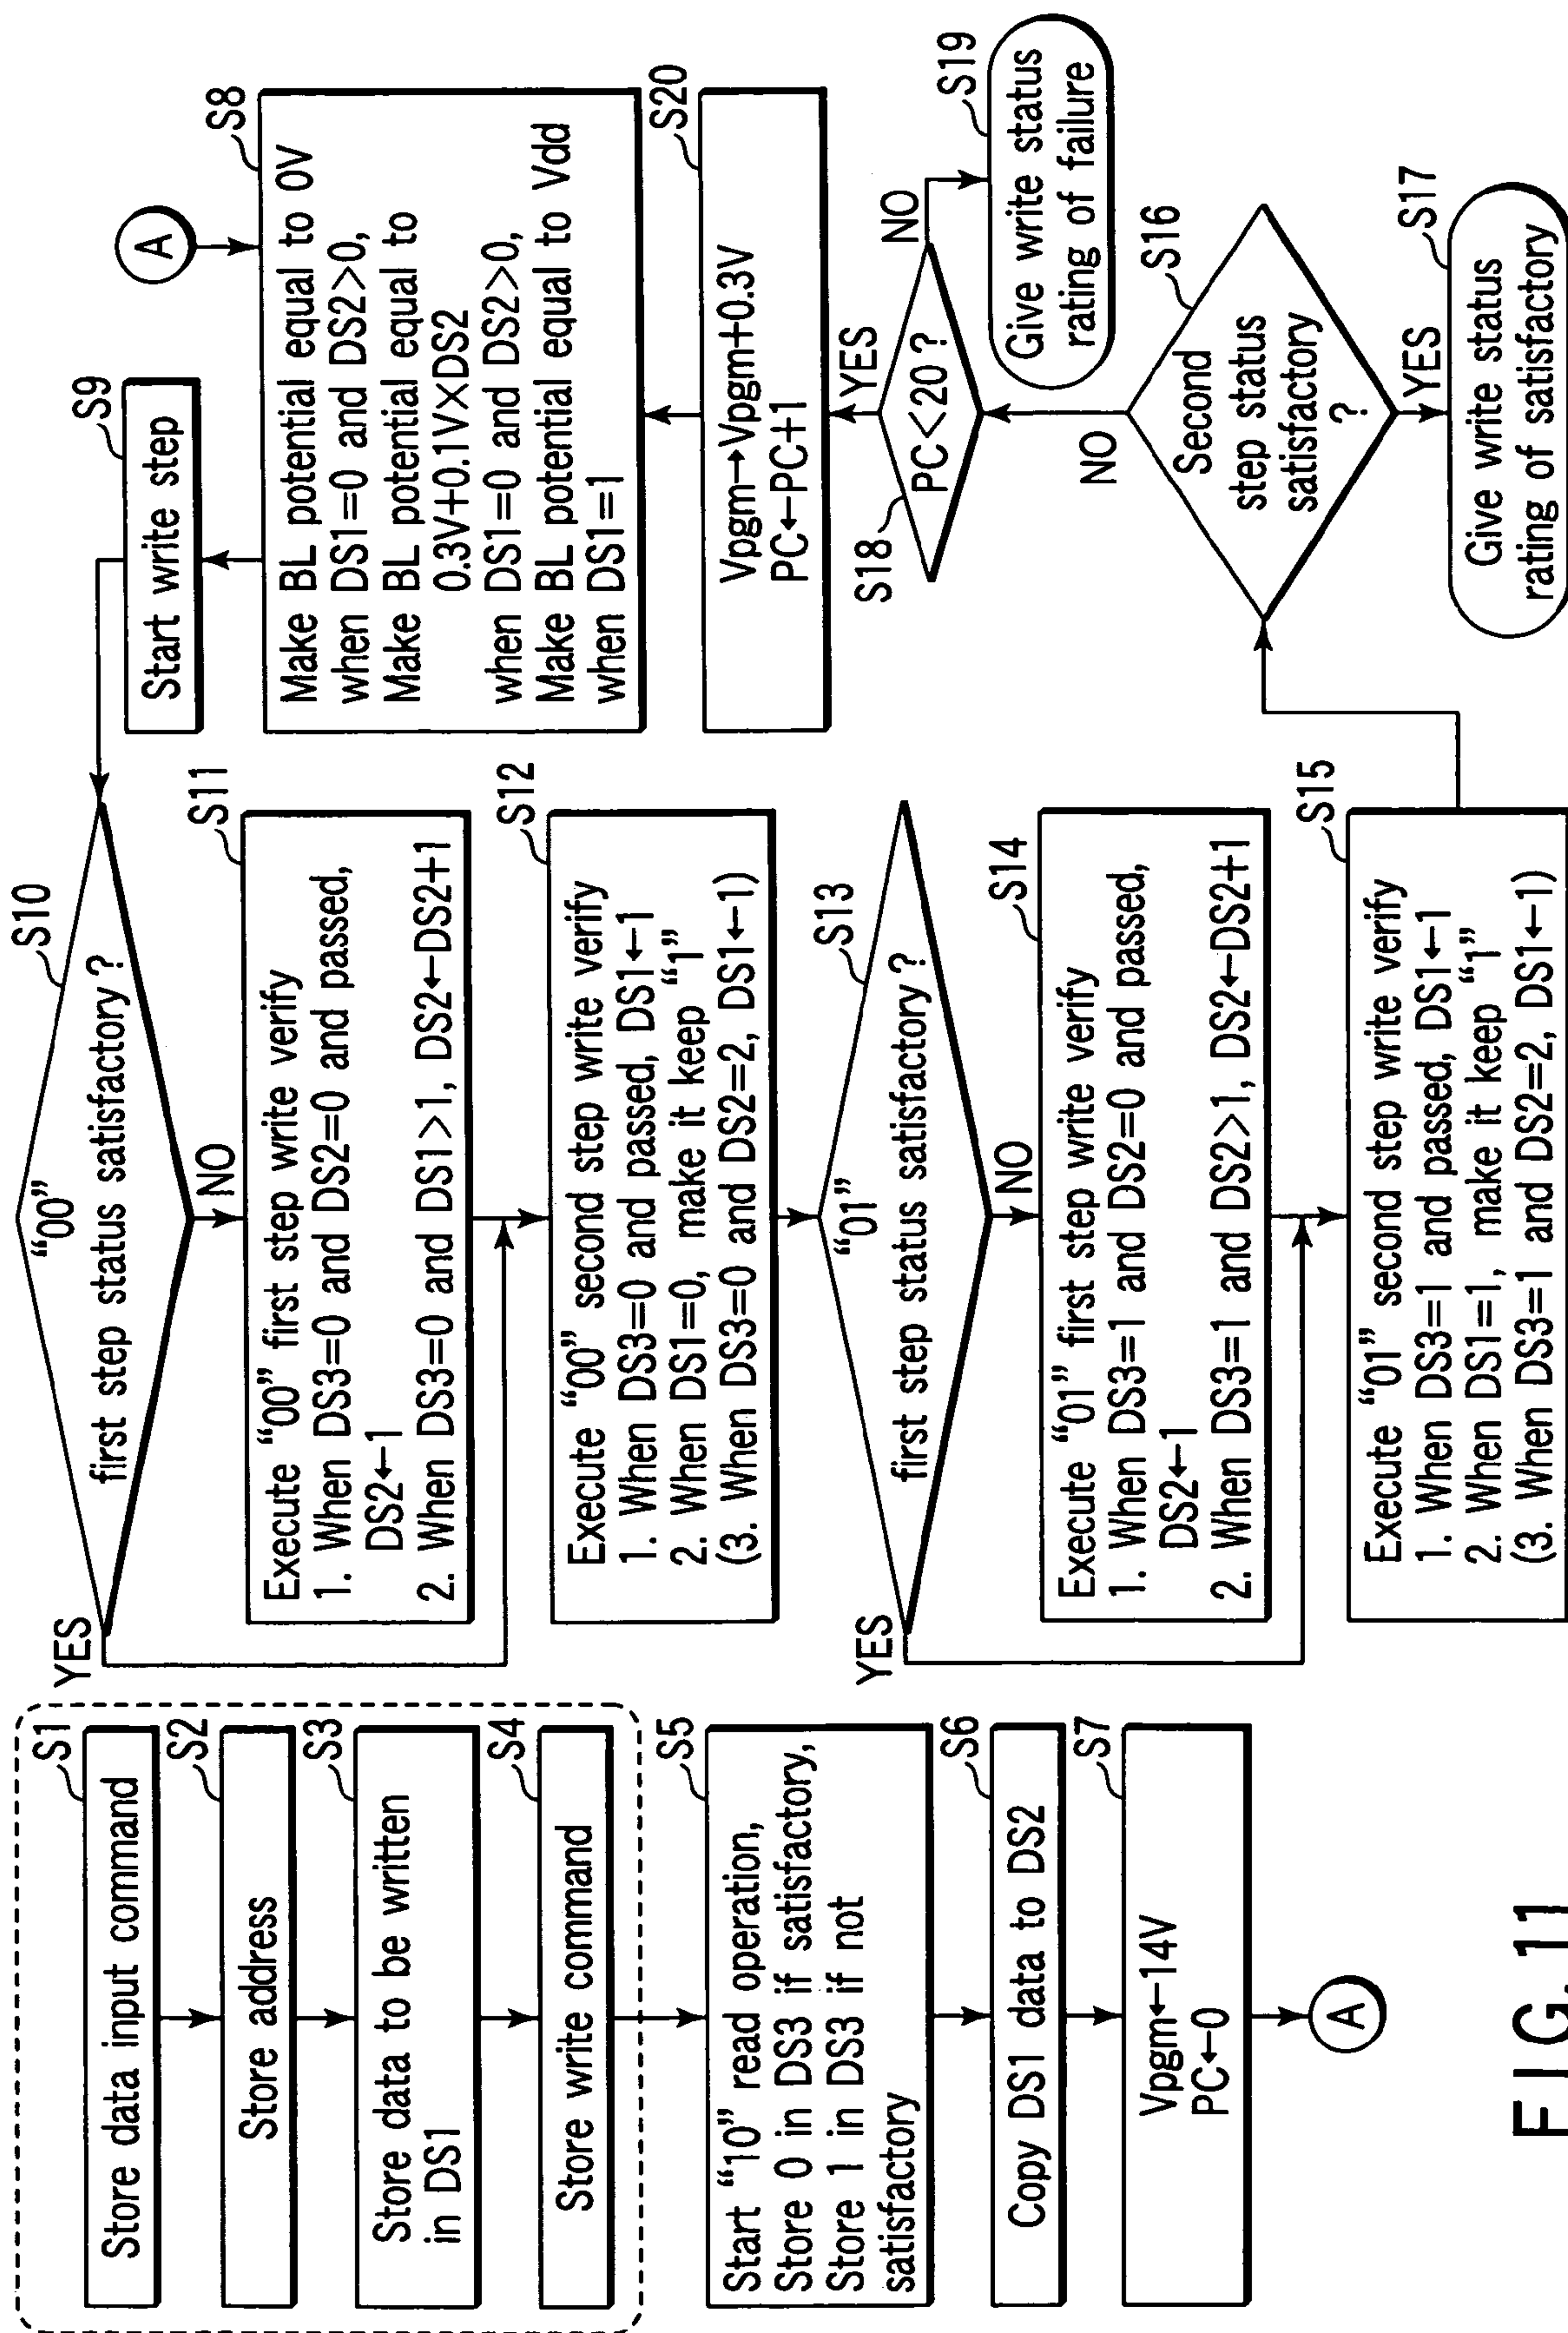 S1
Store data input command
S2
Store address
S3
Store data to be written
in DS1
S4
Store write command
S5
Start “10” read operation,
Store 0 in DS3 if satisfactory,
Store 1 in DS3 if not
satisfactory
S6
Copy DS1 data to DS2
S7
Vpgm←14V
PC←0
A
S10
“00”
first step status satisfactory ?
YES
NO
S11
Execute “00” first step write verify
1. When DS3=0 and DS2=0 and passed,
DS2←1
2. When DS3=0 and DS1>1, DS2←DS2+1
S12
Execute “00” second step write verify
1. When DS3=0 and passed, DS1←1
2. When DS1=0, make it keep “1”
(3. When DS3=0 and DS2=2, DS1←1)
S13
“01”
first step status satisfactory ?
YES
NO
S14
Execute “01” first step write verify
1. When DS3=1 and DS2=0 and passed,
DS2←1
2. When DS3=1 and DS2>1, DS2←DS2+1
S15
Execute “01” second step write verify
1. When DS3=1 and passed, DS1←1
2. When DS1=1, make it keep “1”
(3. When DS3=1 and DS2=2, DS1←1)
A
S9
Start write step
S8
Make BL potential equal to 0V
when DS1=0 and DS2>0,
Make BL potential equal to
0.3V+0.1V×DS2
when DS1=0 and DS2>0,
Make BL potential equal to Vdd
when DS1=1
S20
Vpgm→Vpgm+0.3V
PC←PC+1
S18
PC<20 ?
YES
NO
S19
Give write status
rating of failure
S16
Second
step status
satisfactory
?
NO
YES
S17
Give write status
rating of satisfactory
FIG.11